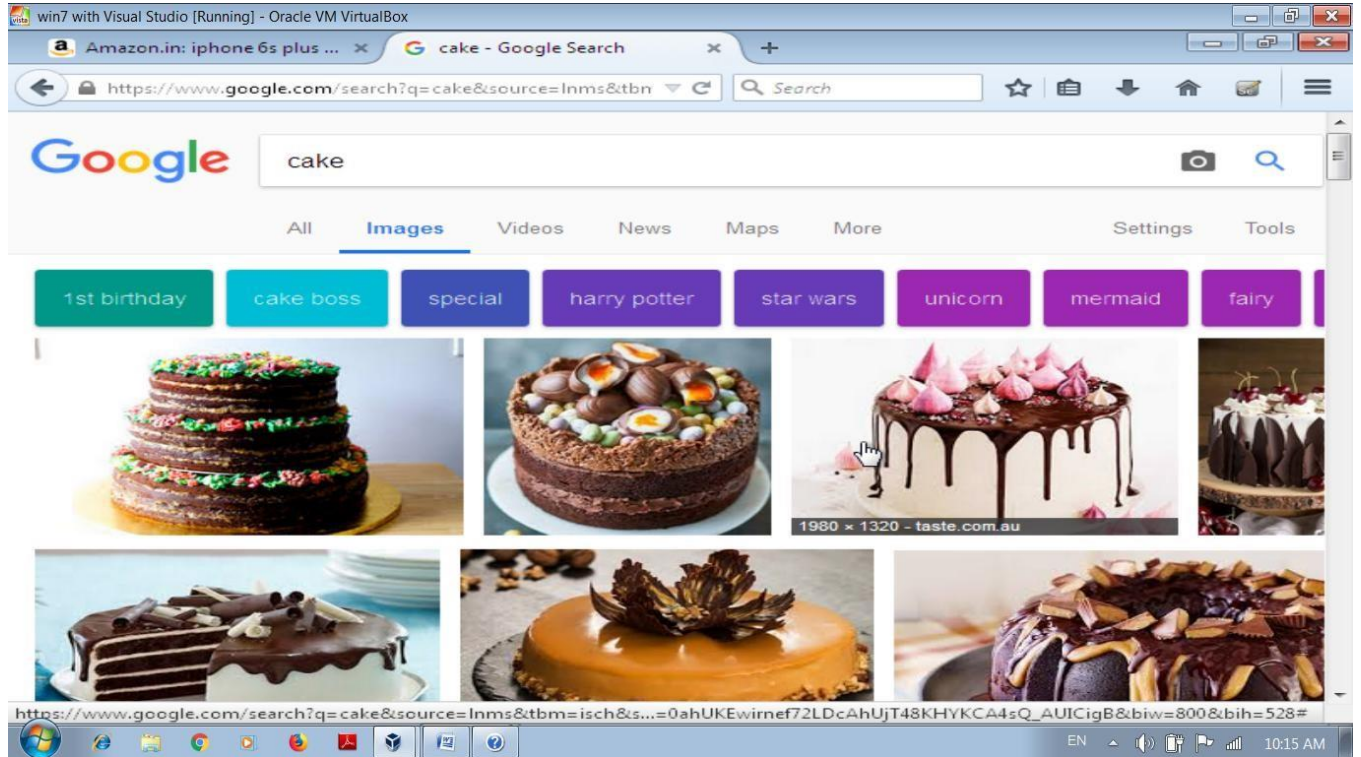 win7 with Visual Studio [Running] - Oracle VM VirtualBox
Amazon.in: iphone 6s plus ... cake - Google Search
https://www.google.com/search?q=cake&source=lnms&tbn Search
Google cake
All Images Videos News Maps More Settings Tools
1st birthday cake boss special harry potter star wars unicorn mermaid fairy
1980 × 1320 - taste.com.au
https://www.google.com/search?q=cake&source=lnms&tbm=isch&s...=0ahUKEwirnef72LDcAhUjT48KHYKCA4sQ_AUICigB&biw=800&bih=528#
EN 10:15 AM